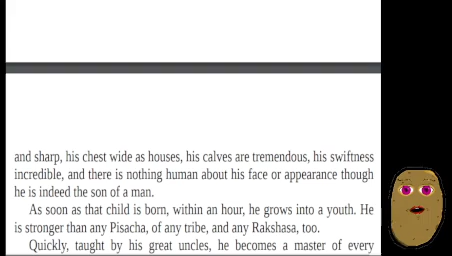 and sharp, his chest wide as houses, his calves are tremendous, his swiftness
incredible, and there is nothing human about his face or appearance though
he is indeed the son of a man.
As soon as that child is born, within an hour, he grows into a youth. He
is stronger than any Pisacha, of any tribe, and any Rakshasa, too.
Quickly, taught by his great uncles, he becomes a master of every